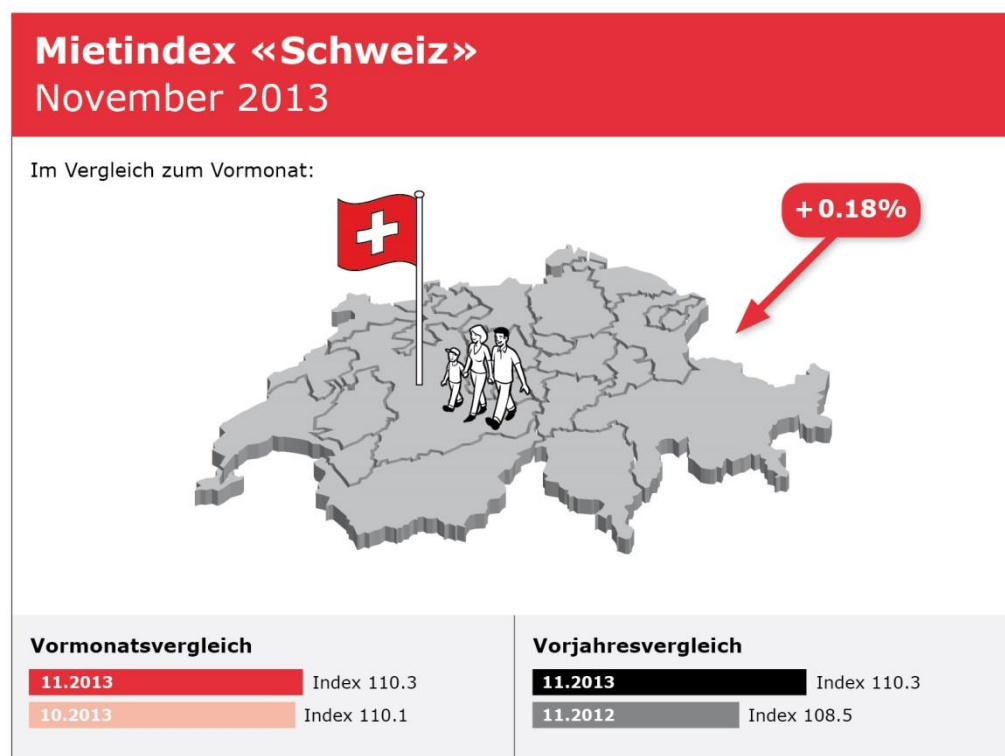 Mietindex «Schweiz»
November 2013
Im Vergleich zum Vormonat:
+0.18%
Vormonatsvergleich
11.2013 Index 110.3
10.2013 Index 110.1
Vorjahresvergleich
11.2013 Index 110.3
11.2012 Index 108.5